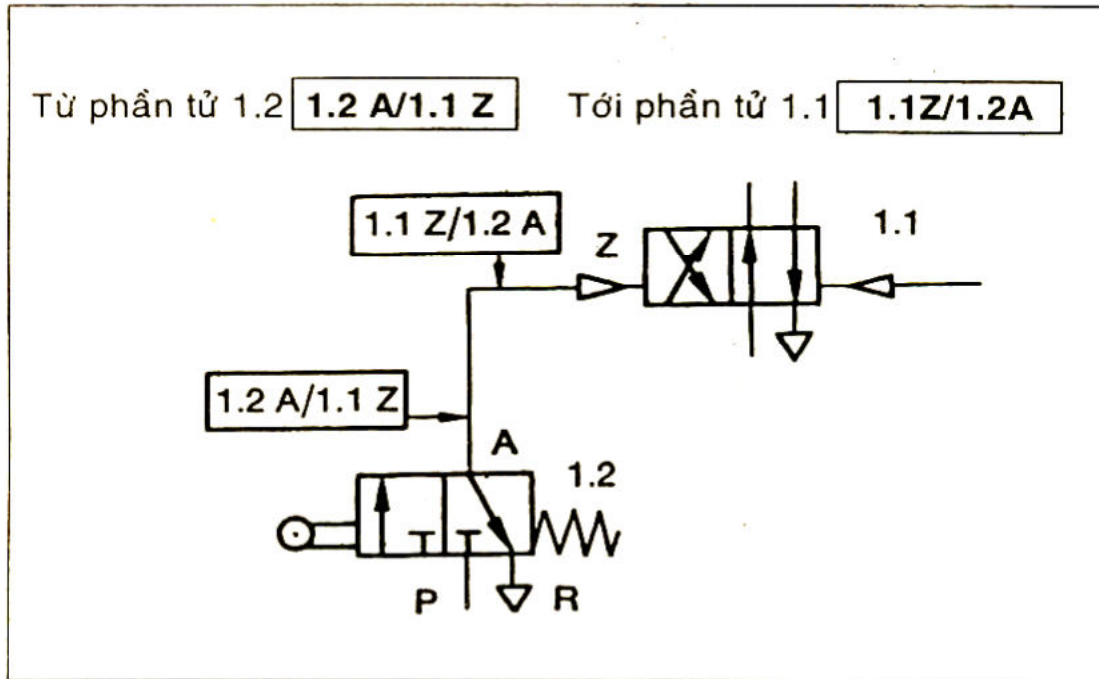 Từ phần tử 1.2 1.2 A/1.1 Z Tới phần tử 1.1 1.1Z/1.2A
1.1 Z/1.2 A
Z
1.1
1.2 A/1.1 Z
A
1.2
P
R